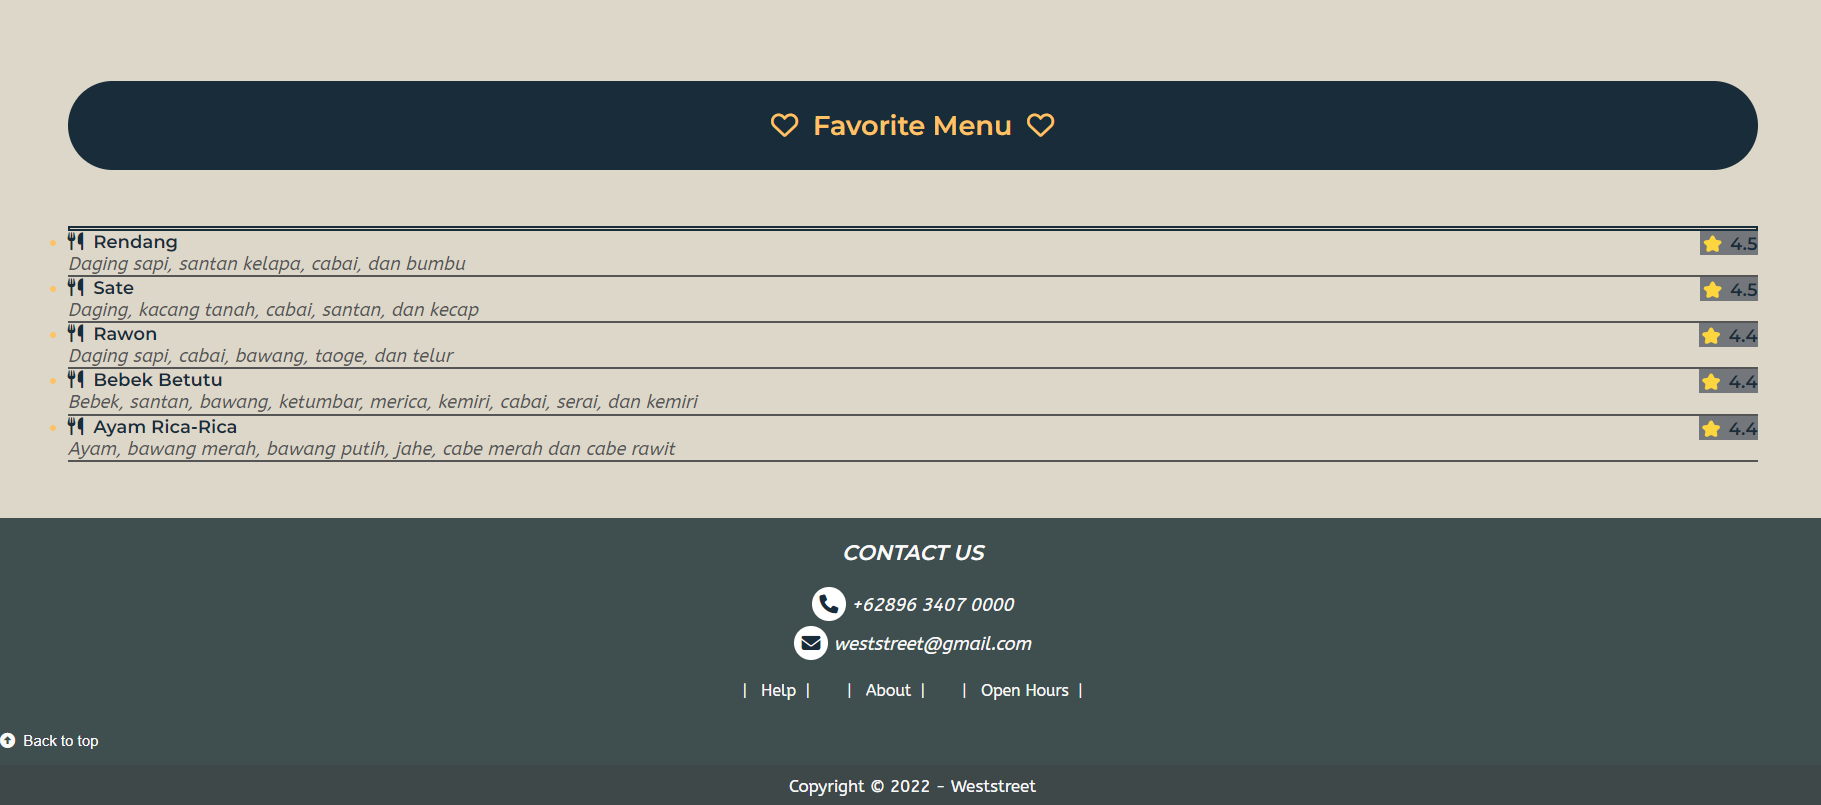 Favorite Menu
Rendang 4.5
Daging sapi, santan kelapa, cabai, dan bumbu
Sate 4.5
Daging, kacang tanah, cabai, santan, dan kecap
Rawon 4.4
Daging sapi, cabai, bawang, taoge, dan telur
Bebek Betutu 4.4
Bebek, santan, bawang, ketumbar, merica, kemiri, cabai, serai, dan kemiri
Ayam Rica-Rica 4.4
Ayam, bawang merah, bawang putih, jahe, cabe merah dan cabe rawit
CONTACT US
+62896 3407 0000
weststreet@gmail.com
| Help | | About | | Open Hours |
Back to top
Copyright © 2022 - Weststreet